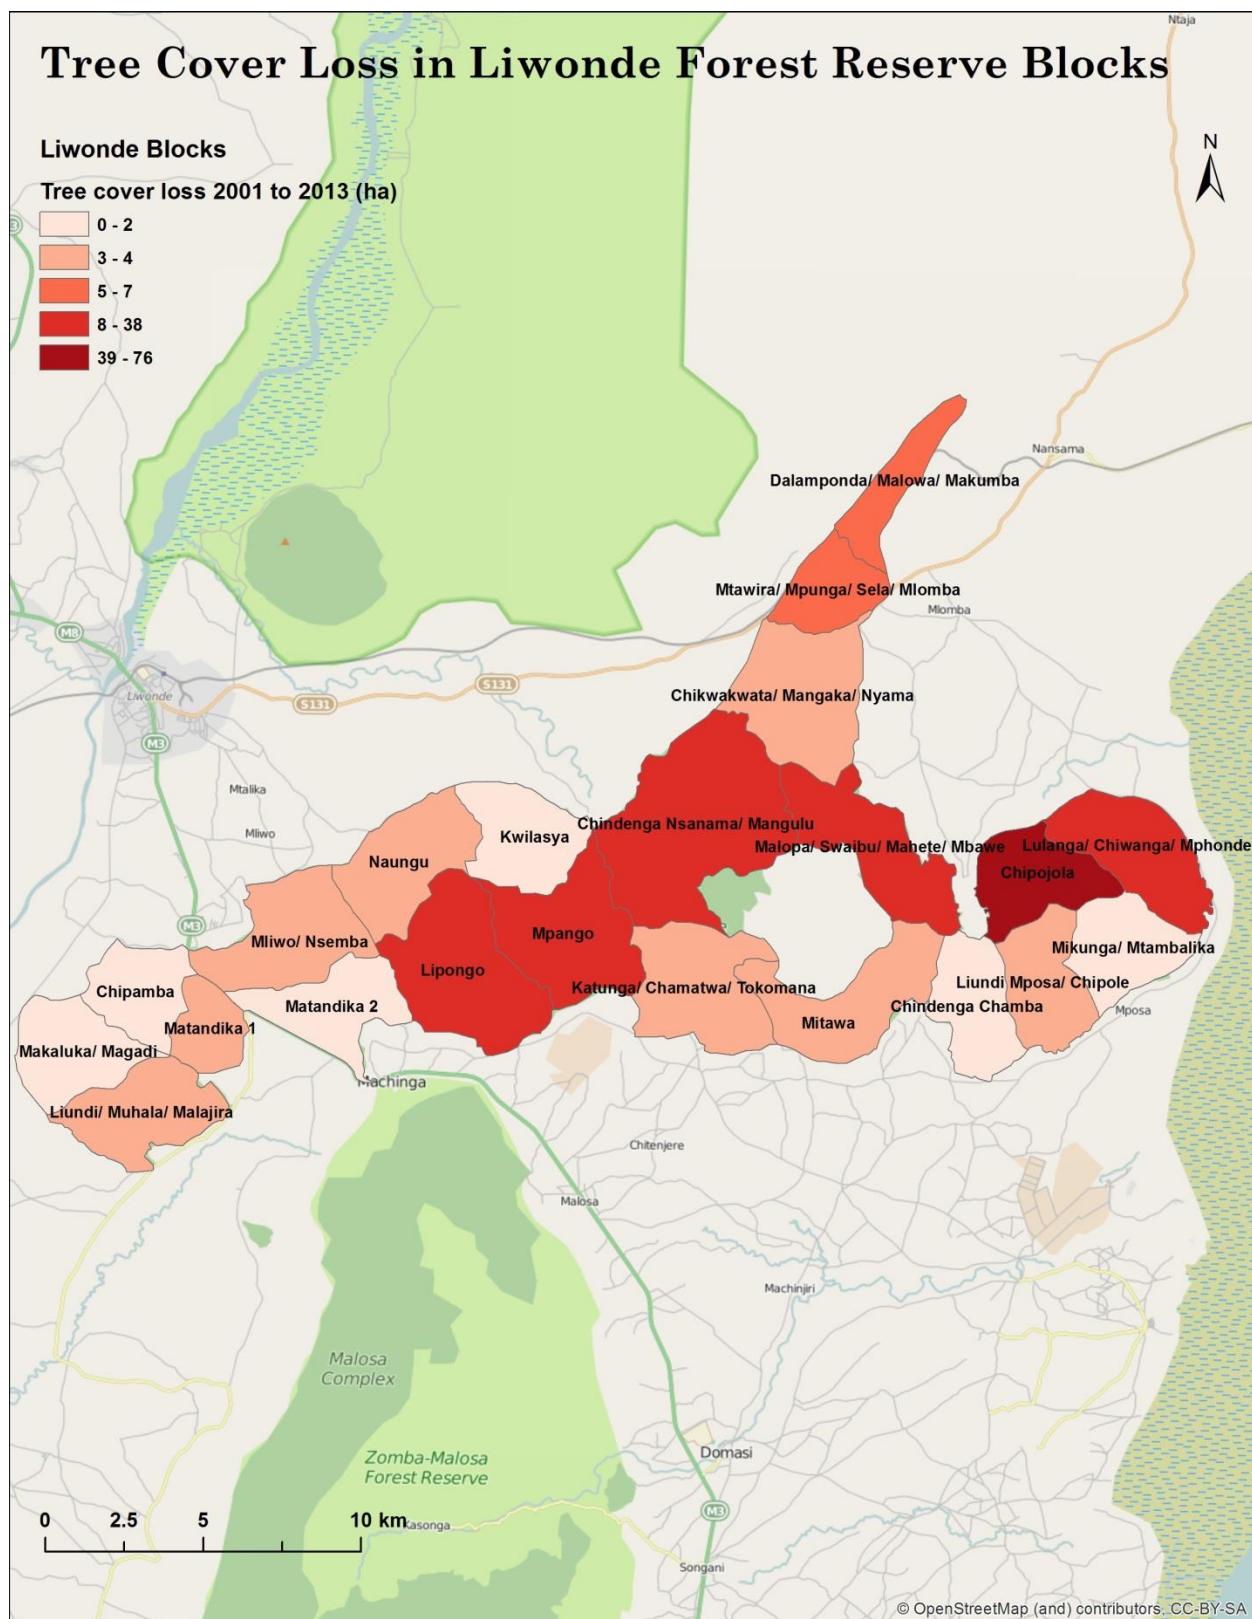 Ntaja
Tree Cover Loss in Liwonde Forest Reserve Blocks
Liwonde Blocks
Tree cover loss 2001 to 2013 (ha)
0 - 2
3 - 4
5 - 7
8 - 38
39 - 76
N
Nansama
Dalamponda/ Malowa/ Makumba
Mtawira/ Mpunga/ Sela/ Mlomba
Mlomba
M8
Liwonde
S131
S131
Chikwakwata/ Mangaka/ Nyama
M3
Mtalika
Mliwo
Kwilasya
Chindenga Nsanama/ Mangulu
Malopa/ Swaibu/ Mahete/ Mbawe
Lulanga/ Chiwanga/ Mphonde
Naungu
Chipojola
M3
Mliwo/ Nsemba
Mpango
Mikunga/ Mtambalika
Lipongo
Chipamba
Katunga/ Chamatwa/ Tokomana
Liundi Mposa/ Chipole
Matandika 2
Chindenga Chamba
Mposa
Matandika 1
Mitawa
Makaluka/ Magadi
Machinga
Liundi/ Muhala/ Malajira
Chitenjere
Malosa
Machinjiri
Malosa
Complex
Zomba-Malosa
Forest Reserve
Domasi
M3
0 2.5 5 10 km
Kasonga
Songani
© OpenStreetMap (and) contributors, CC-BY-SA